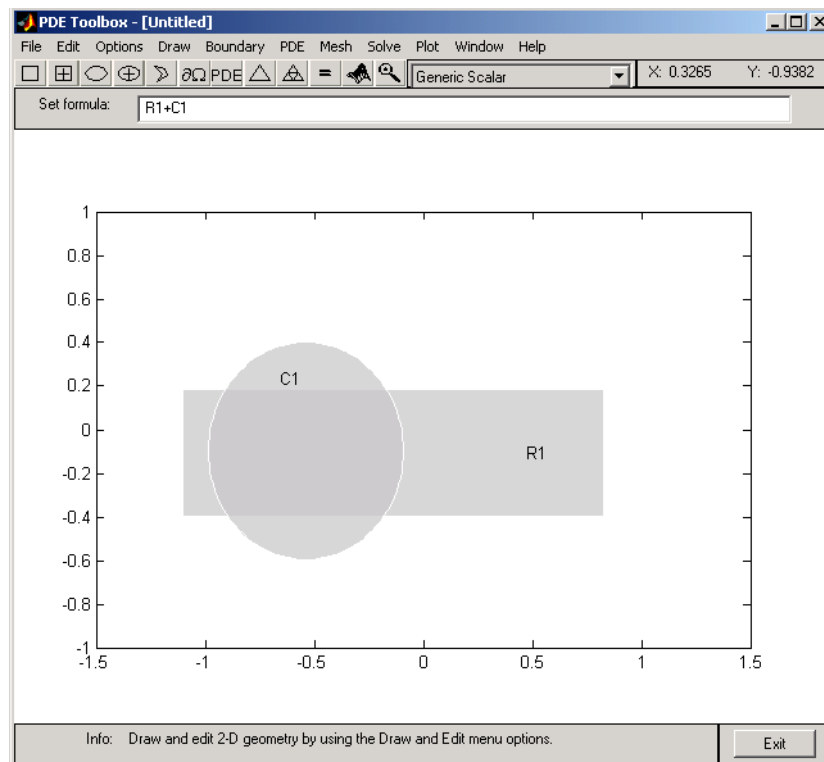 PDE Toolbox - [Untitled]
File Edit Options Draw Boundary PDE Mesh Solve Plot Window Help
∂Ω PDE = Generic Scalar X: 0.3265 Y: -0.9382
Set formula: R1+C1
1
0.8
0.6
0.4
C1
0.2
0
R1
-0.2
-0.4
-0.6
-0.8
-1
-1.5 -1 -0.5 0 0.5 1 1.5
Info: Draw and edit 2-D geometry by using the Draw and Edit menu options. Exit